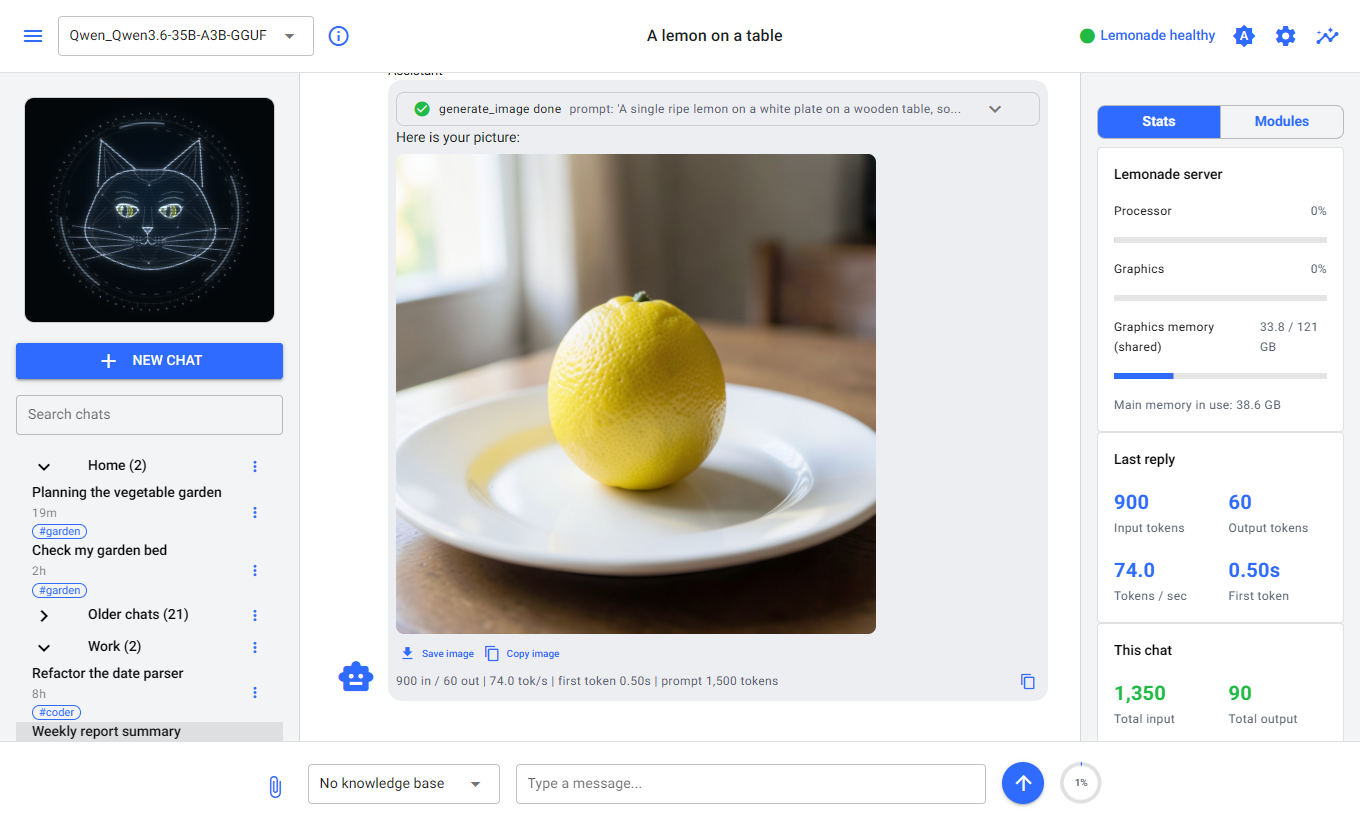 Qwen_Qwen3.6-35B-A3B-GGUF
A lemon on a table
Lemonade healthy
A
NEW CHAT
Search chats
Home (2)
Planning the vegetable garden
19m
#garden
Check my garden bed
2h
#garden
Older chats (21)
Work (2)
Refactor the date parser
8h
#coder
Weekly report summary
Assistant
generate_image done prompt: 'A single ripe lemon on a white plate on a wooden table, so...
Here is your picture:
Save image
Copy image
900 in / 60 out | 74.0 tok/s | first token 0.50s | prompt 1,500 tokens
Stats
Modules
Lemonade server
Processor 0%
Graphics 0%
Graphics memory (shared)
33.8 / 121 GB
Main memory in use: 38.6 GB
Last reply
900 60
Input tokens Output tokens
74.0 0.50s
Tokens / sec First token
This chat
1,350 90
Total input Total output
No knowledge base
Type a message...
1%